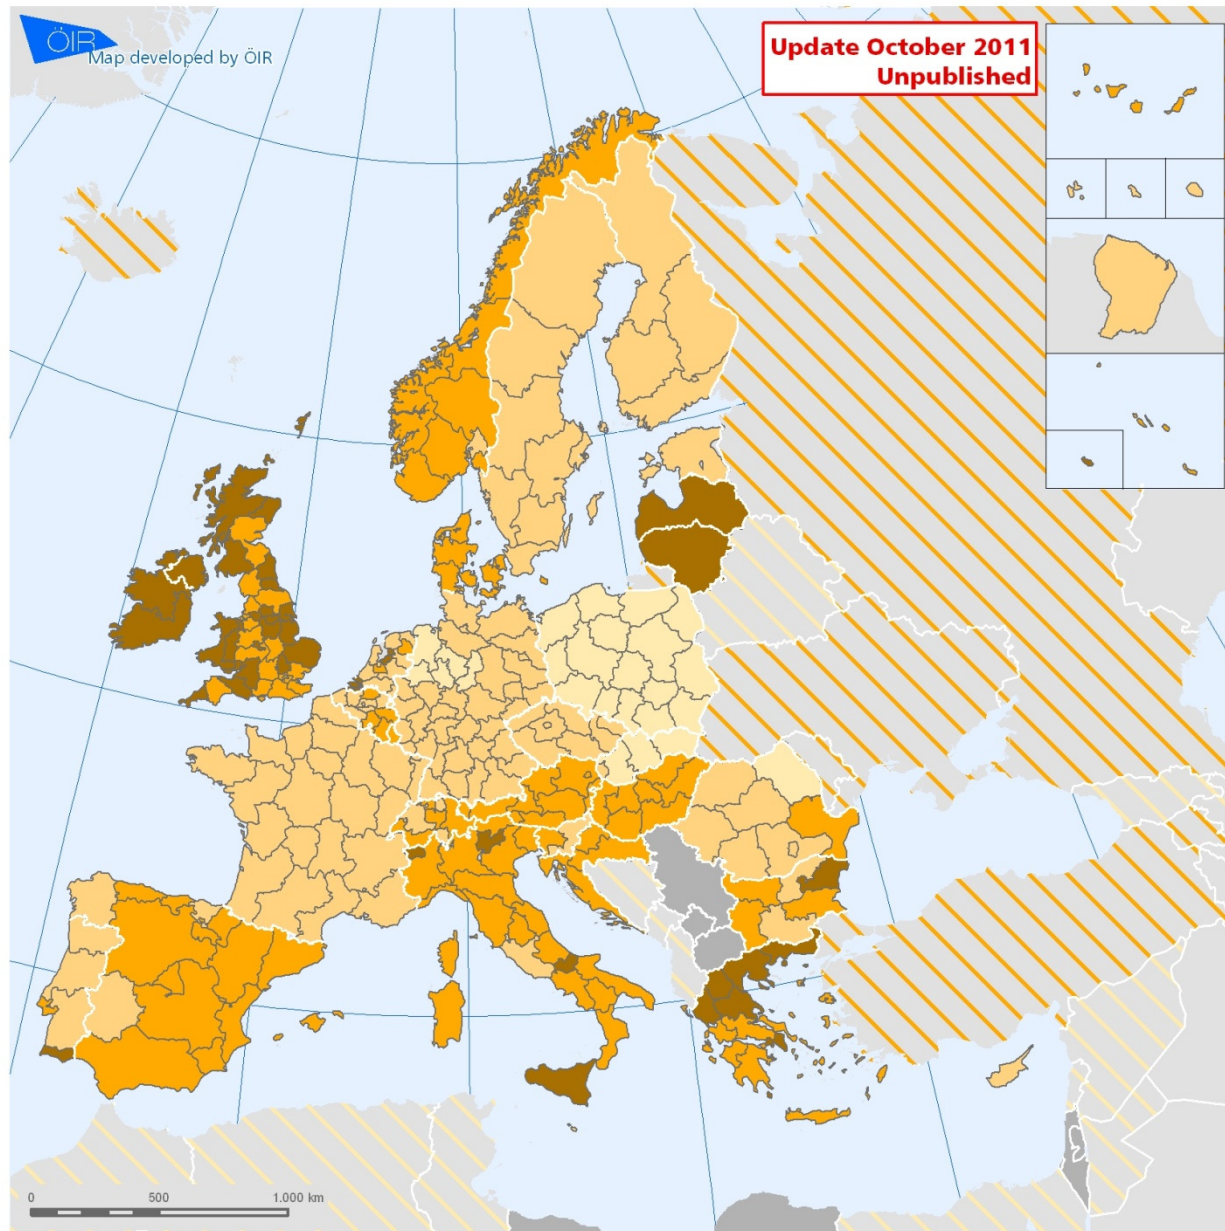 ÖIR
Map developed by ÖIR
Update October 2011
Unpublished
0 500 1.000 km